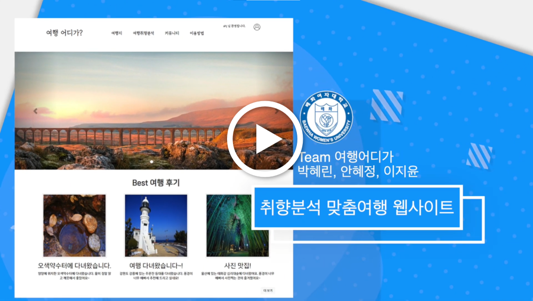 여행 어디가?
여행지 여행취향분석 커뮤니티 이용방법
Best 여행 후기
오색약수터에 다녀왔습니다.
여행 다녀왔습니다~!
사진 맛집!
Team 여행어디가
박혜린, 안혜정, 이지윤
취향분석 맞춤여행 웹사이트